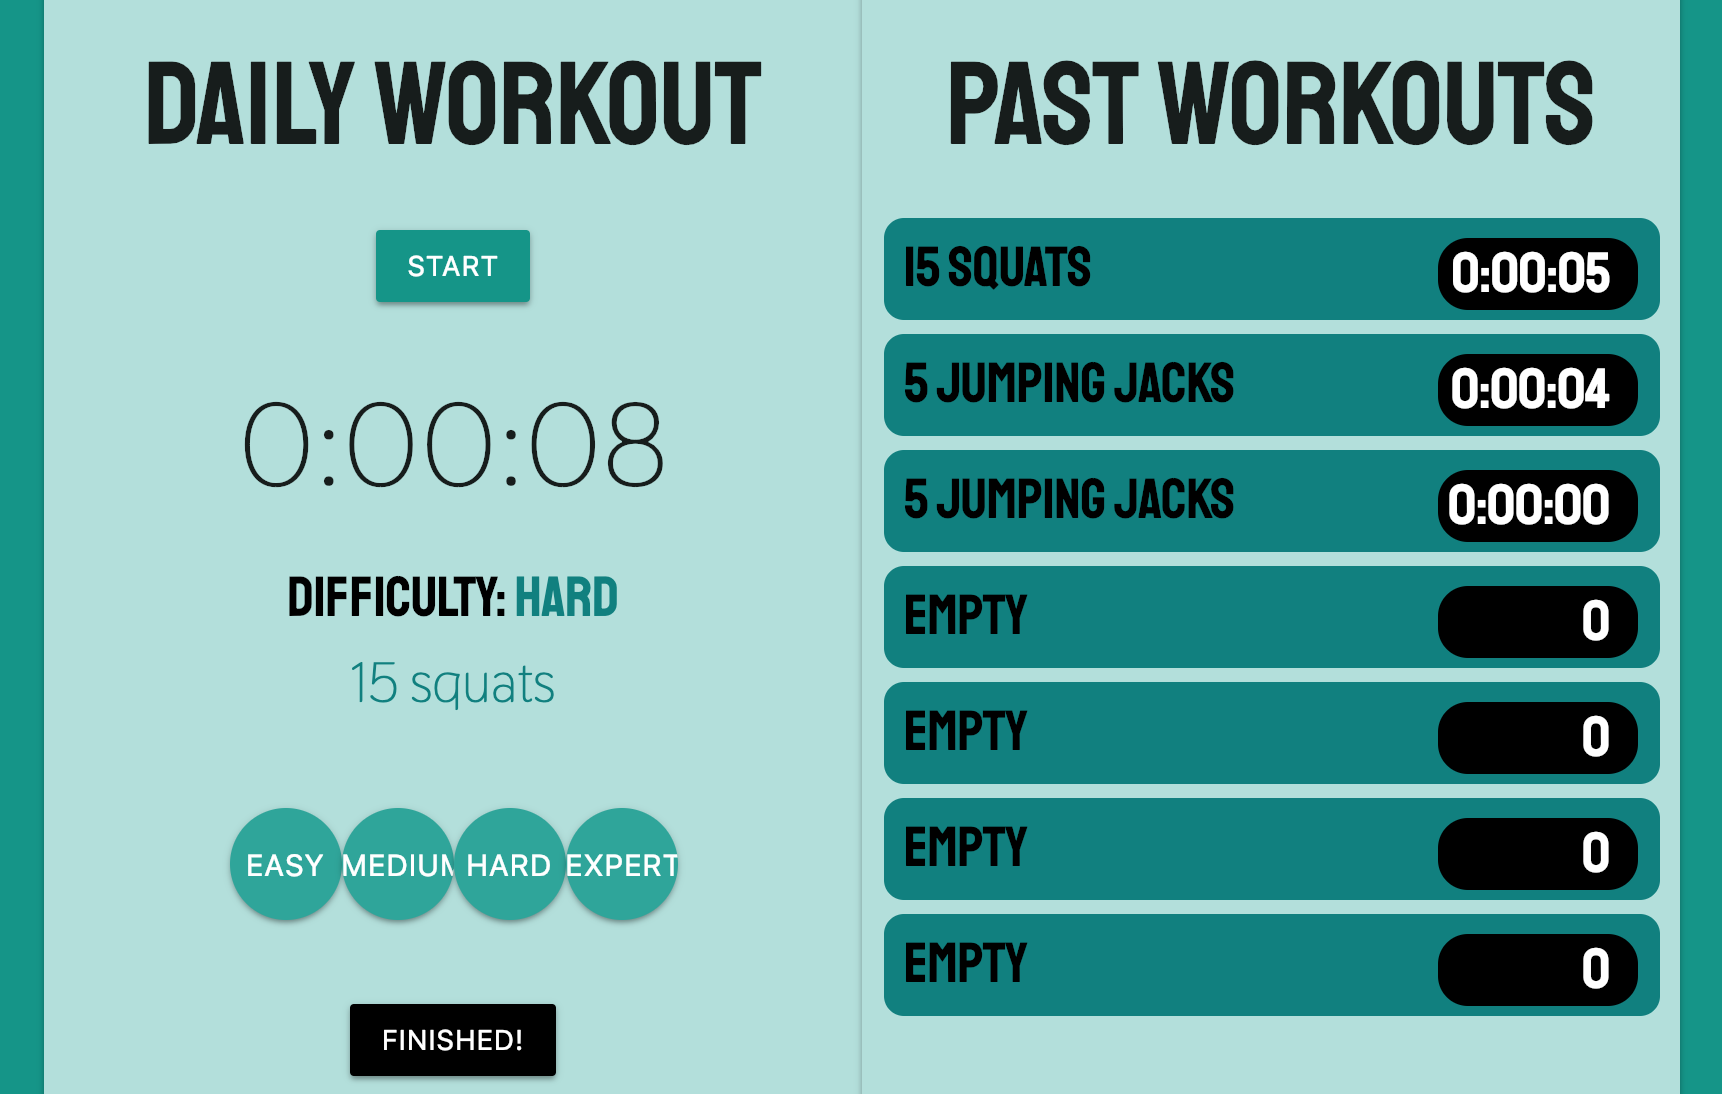 DAILY WORKOUT
START
0:00:08
DIFFICULTY: HARD
15 squats
EASY MEDIUM HARD EXPERT
FINISHED!
PAST WORKOUTS
15 SQUATS 0:00:05
5 JUMPING JACKS 0:00:04
5 JUMPING JACKS 0:00:00
EMPTY 0
EMPTY 0
EMPTY 0
EMPTY 0